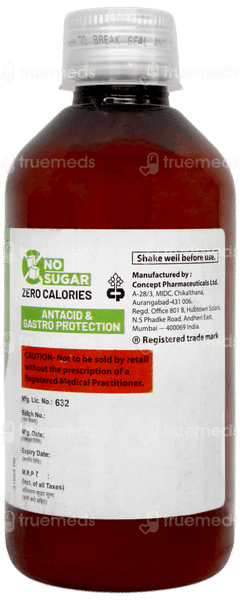 TO BREAK SEAL
truemeds
truemeds
NO
SUGAR
ZERO CALORIES
ANTACID &
GASTRO PROTECTION
CAUTION- Not to be sold by retail
without the prescription of a
Registered Medical Practitioner.
Mfg. Lic. No.: 632
Batch No.:
Mfg. Date:
Expiry Date:
M.R.P ₹ :
(Incl. of all Taxes)
Shake well before use.
Manufactured by :
Concept Pharmaceuticals Ltd.
A-28/3, MIDC, Chikalthana,
Aurangabad-431 006.
Regd. Office 801 B, Hubtown Solaris,
N.S Phadke Road, Andheri East,
Mumbai – 400069 India.
® Registered trade mark
truemeds
truemeds
truemeds
truemeds
truemeds
truemeds